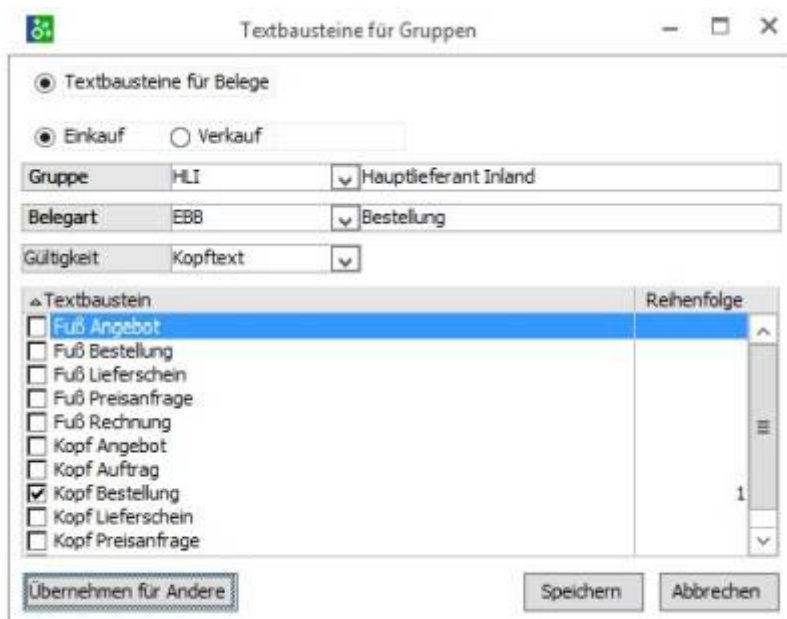 Textbausteine für Gruppen
Textbausteine für Belege
Einkauf Verkauf
Gruppe HLI Hauptlieferant Inland
Belegart EBB Bestellung
Gültigkeit Kopftext
Textbaustein Reihenfolge
Fuß Angebot
Fuß Bestellung
Fuß Lieferschein
Fuß Preisanfrage
Fuß Rechnung
Kopf Angebot
Kopf Auftrag
Kopf Bestellung 1
Kopf Lieferschein
Kopf Preisanfrage
Übernehmen für Andere Speichern Abbrechen